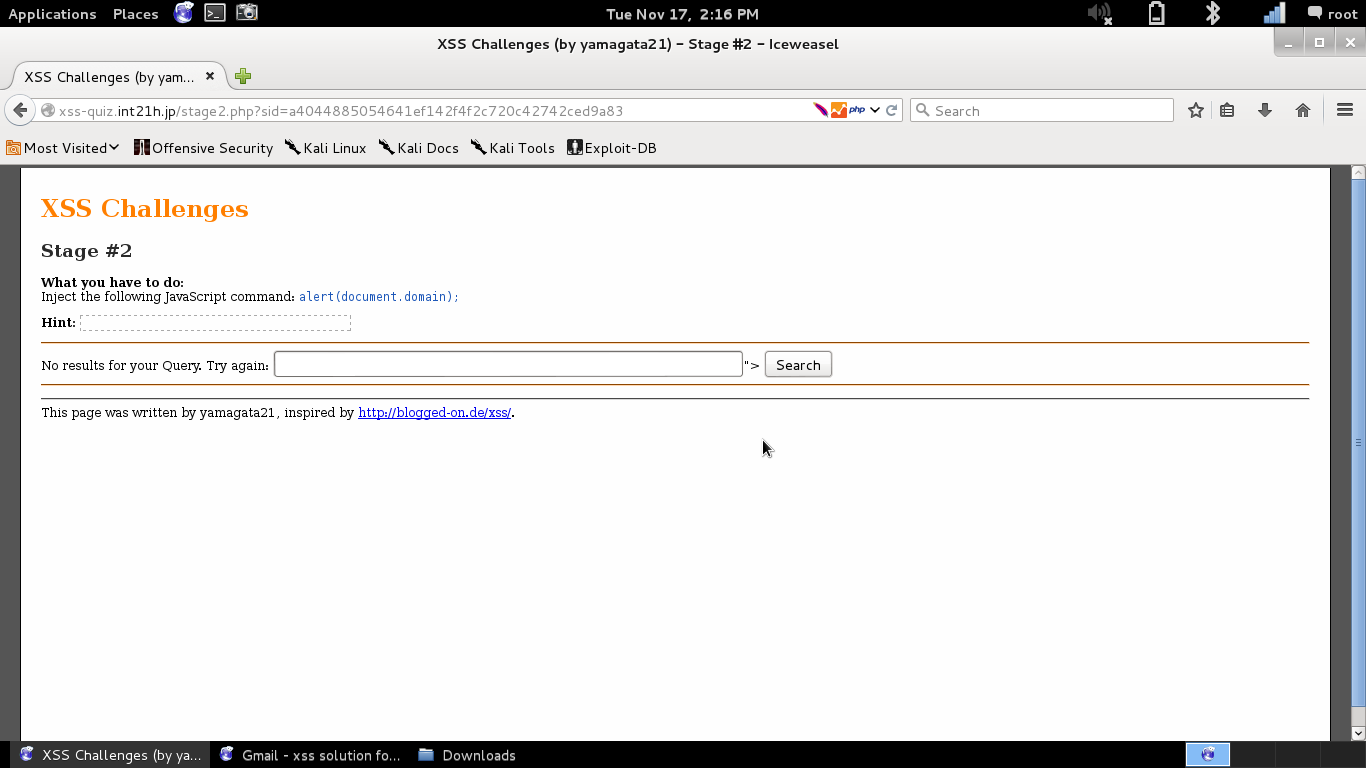 Applications Places Tue Nov 17, 2:16 PM root
XSS Challenges (by yamagata21) – Stage #2 – Iceweasel
XSS Challenges (by yam...
xss-quiz.int21h.jp/stage2.php?sid=a4044885054641ef142f4f2c720c42742ced9a83 php Search
Most Visited Offensive Security Kali Linux Kali Docs Kali Tools Exploit-DB
XSS Challenges
Stage #2
What you have to do:
Inject the following JavaScript command: alert(document.domain);
Hint:
No results for your Query. Try again: "> Search
This page was written by yamagata21, inspired by http://blogged-on.de/xss/.
XSS Challenges (by ya... Gmail - xss solution fo... Downloads